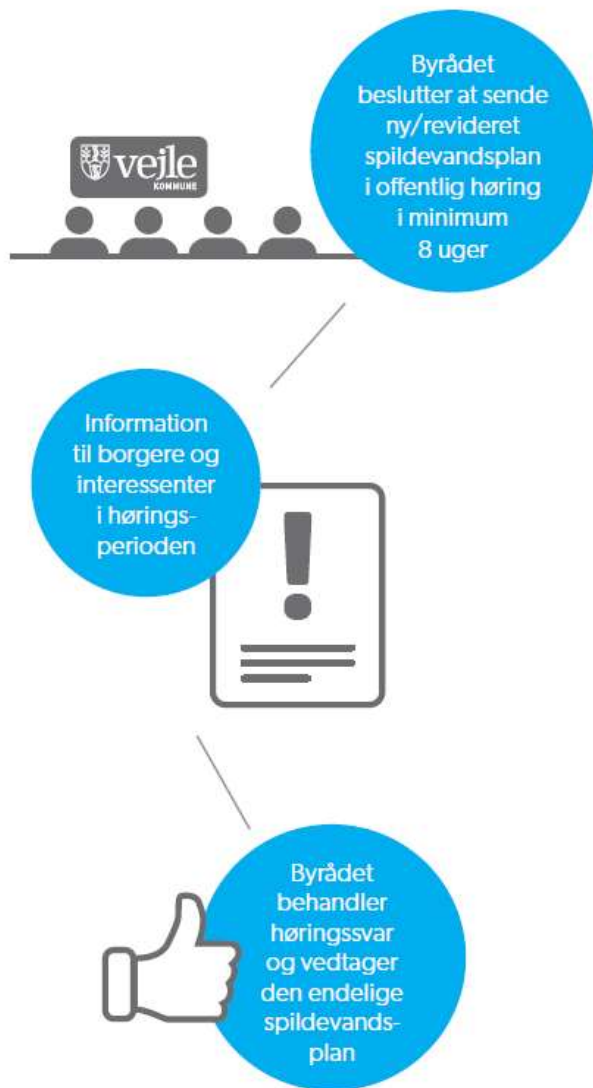 Byrådet
beslutter at sende
ny/revideret
spildevandsplan
i offentlig høring
i minimum
8 uger
vejle
KOMMUNE
Information
til borgere og
interessenter
i hørings-
perioden
!
Byrådet
behandler
høringssvar
og vedtager
den endelige
spildevands-
plan